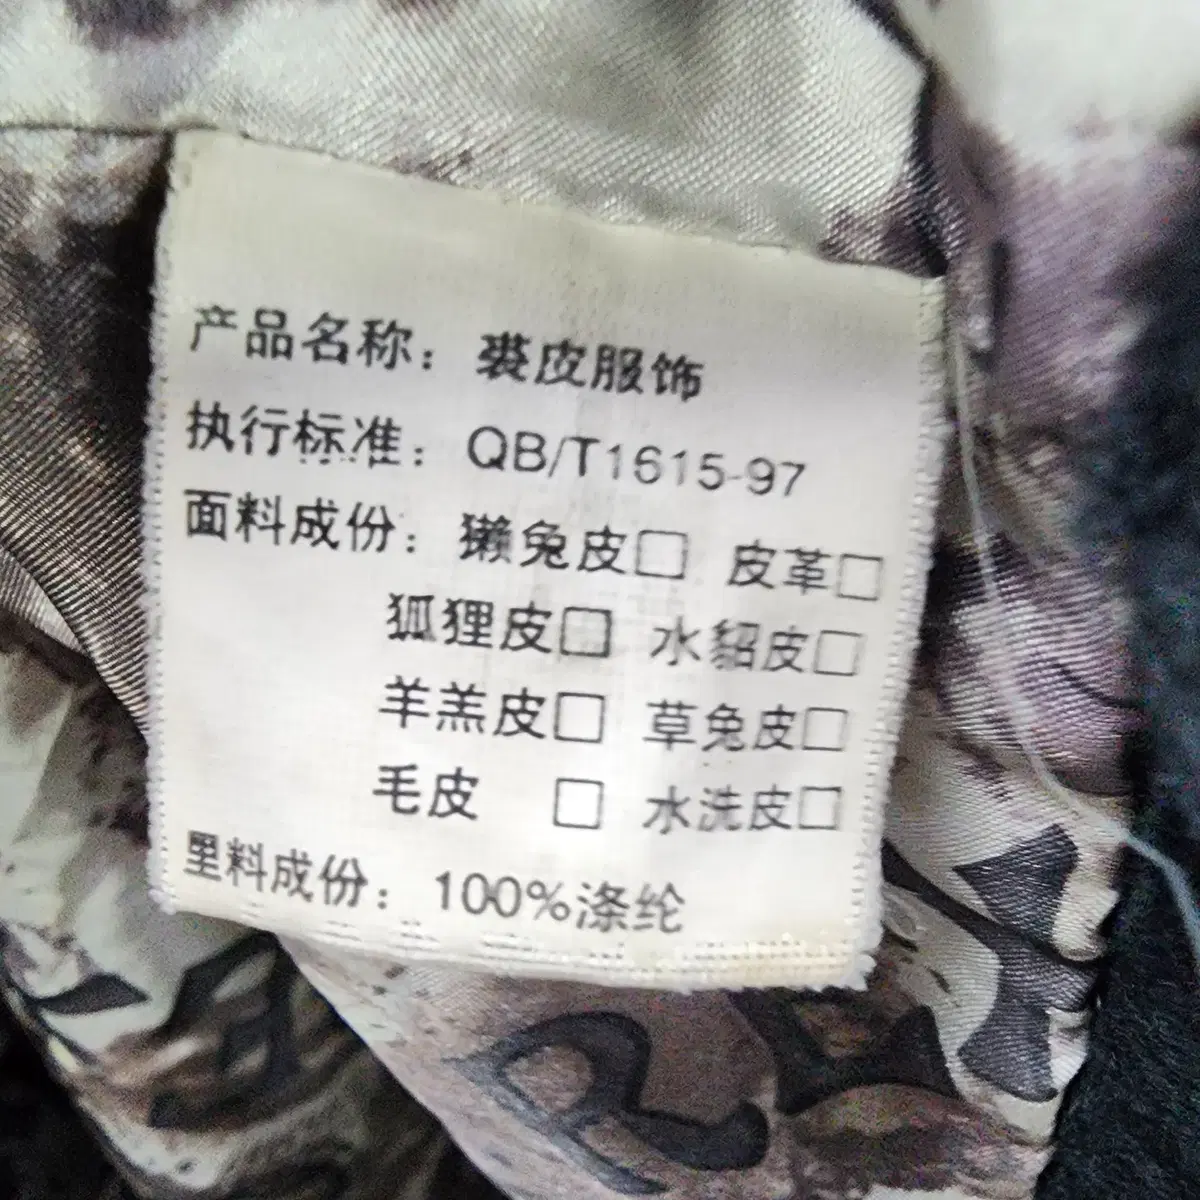 产品名称：裘皮服饰
执行标准：QB/T1615-97
面料成份：獭兔皮□ 皮革□
狐狸皮□ 水貂皮□
羊羔皮□ 草兔皮□
毛皮 □ 水洗皮□
里料成份：100%涤纶
R